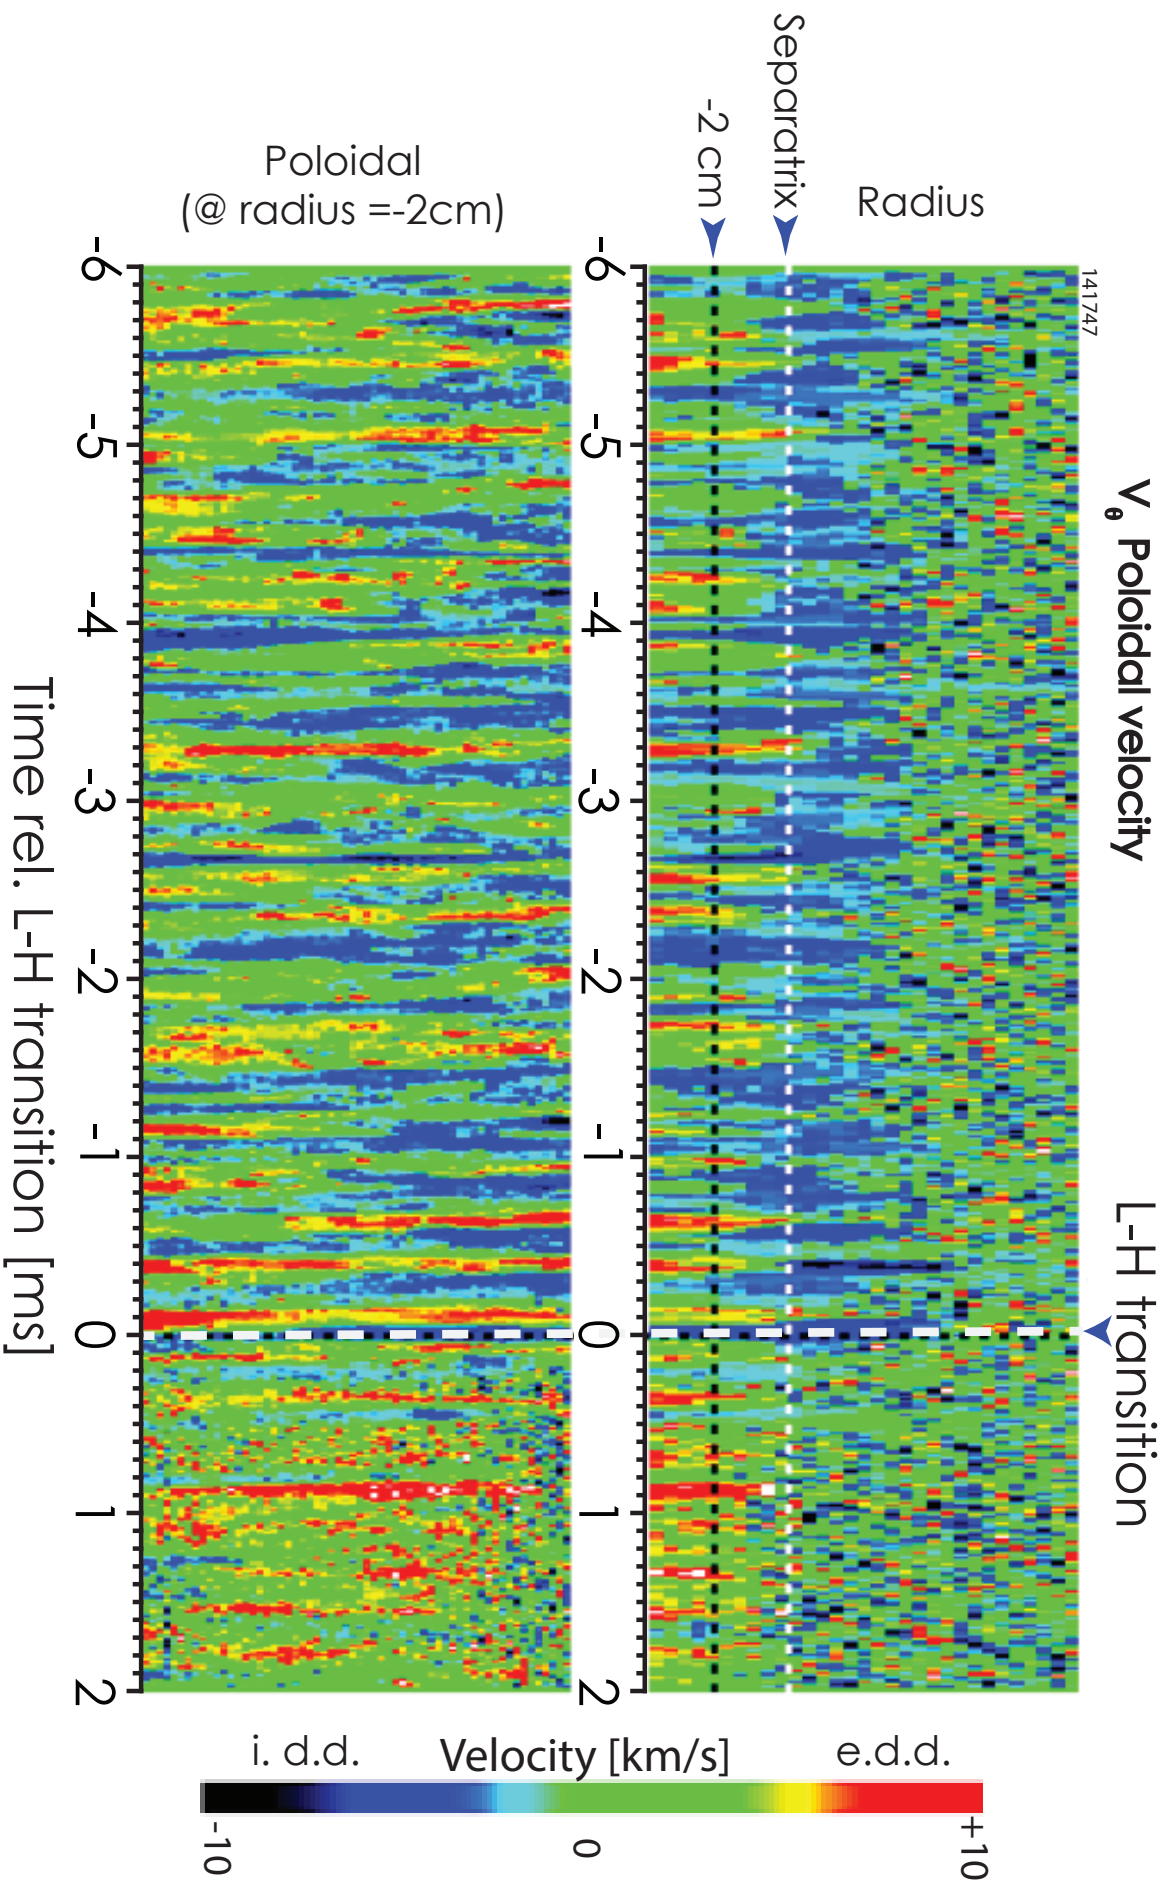 V_θ Poloidal velocity
L-H transition
141747
Separatrix
-2 cm
Radius
-6
-5
-4
-3
-2
-1
0
1
2
Poloidal
(@ radius =-2cm)
-6
-5
-4
-3
-2
-1
0
1
2
Time rel. L-H transition [ms]
i. d.d.
Velocity [km/s]
e.d.d.
-10
0
+10